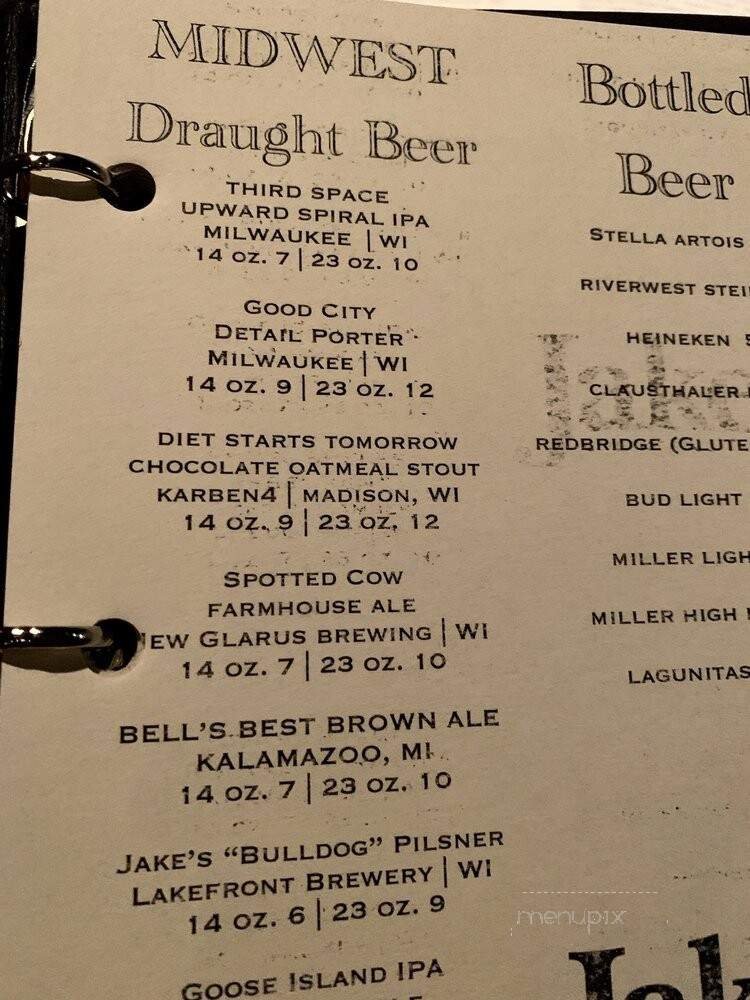 MIDWEST
Draught Beer
THIRD SPACE
UPWARD SPIRAL IPA
MILWAUKEE | WI
14 OZ. 7 | 23 OZ. 10
GOOD CITY
DETAIL PORTER
MILWAUKEE | WI
14 OZ. 9 | 23 OZ. 12
DIET STARTS TOMORROW
CHOCOLATE OATMEAL STOUT
KARBEN4 | MADISON, WI
14 OZ. 9 | 23 OZ. 12
SPOTTED COW
FARMHOUSE ALE
EW GLARUS BREWING | WI
14 OZ. 7 | 23 OZ. 10
BELL'S BEST BROWN ALE
KALAMAZOO, MI
14 OZ. 7 | 23 OZ. 10
JAKE'S "BULLDOG" PILSNER
LAKEFRONT BREWERY | WI
14 OZ. 6 | 23 OZ. 9
GOOSE ISLAND IPA
Bottled
Beer
STELLA ARTOIS
RIVERWEST STEI
HEINEKEN
CLAUSTHALER
REDBRIDGE (GLUTE
BUD LIGHT
MILLER LIGH
MILLER HIGH
LAGUNITAS
menupix